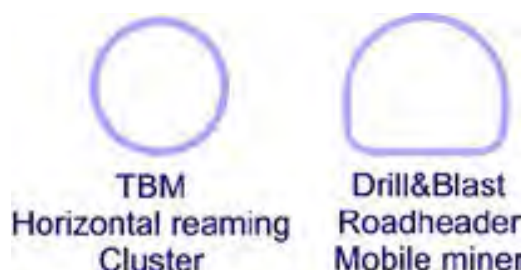 TBM
Horizontal reaming
Cluster
Drill&Blast
Roadheader
Mobile miner